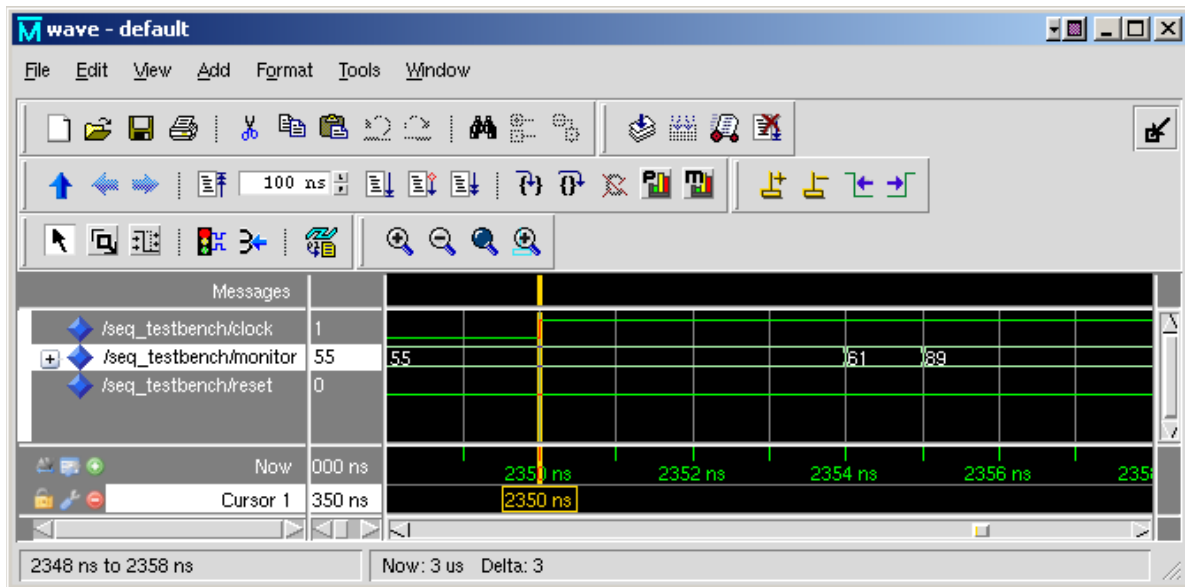 wave - default
File Edit View Add Format Tools Window
100 ns
Messages
/seq_testbench/clock 1
/seq_testbench/monitor 55 55 61 89
/seq_testbench/reset 0
Now 000 ns 2350 ns 2352 ns 2354 ns 2356 ns 2358
Cursor 1 350 ns 2350 ns
2348 ns to 2358 ns Now: 3 us Delta: 3